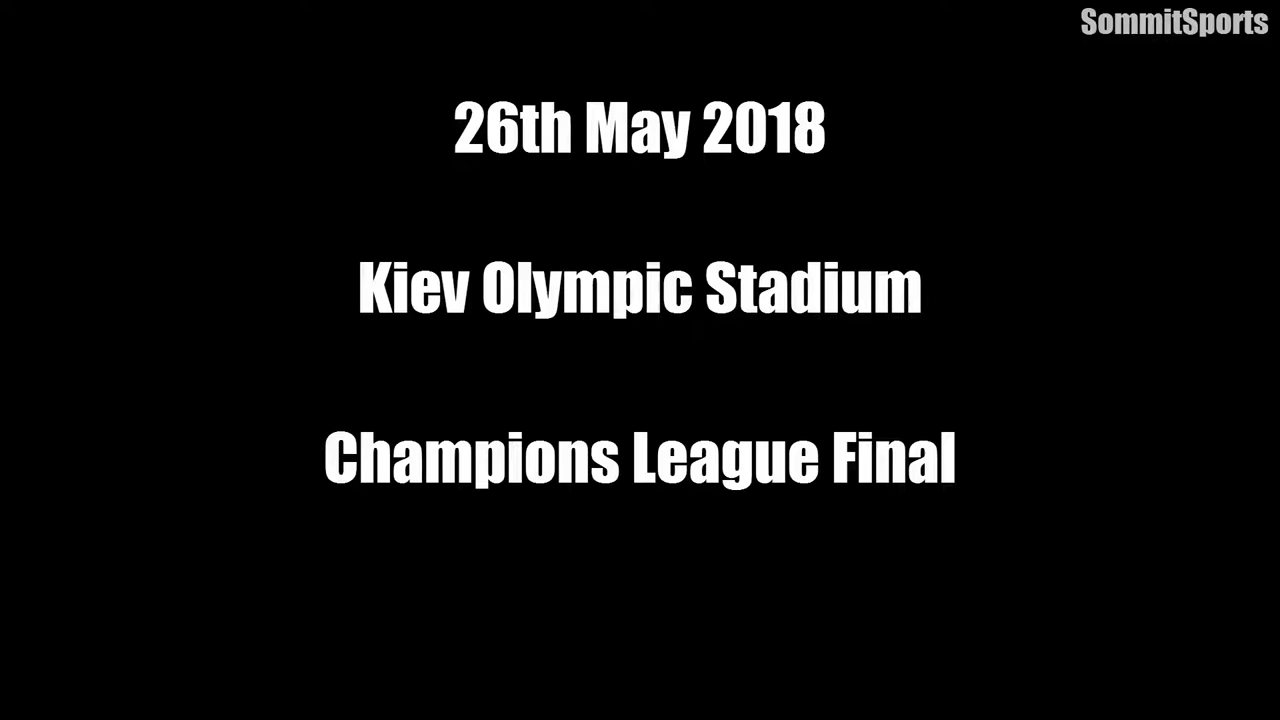 SommitSports
26th May 2018
Kiev Olympic Stadium
Champions League Final